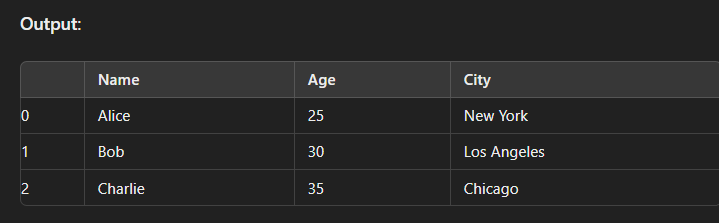 Output:
Name Age City
0 Alice 25 New York
1 Bob 30 Los Angeles
2 Charlie 35 Chicago